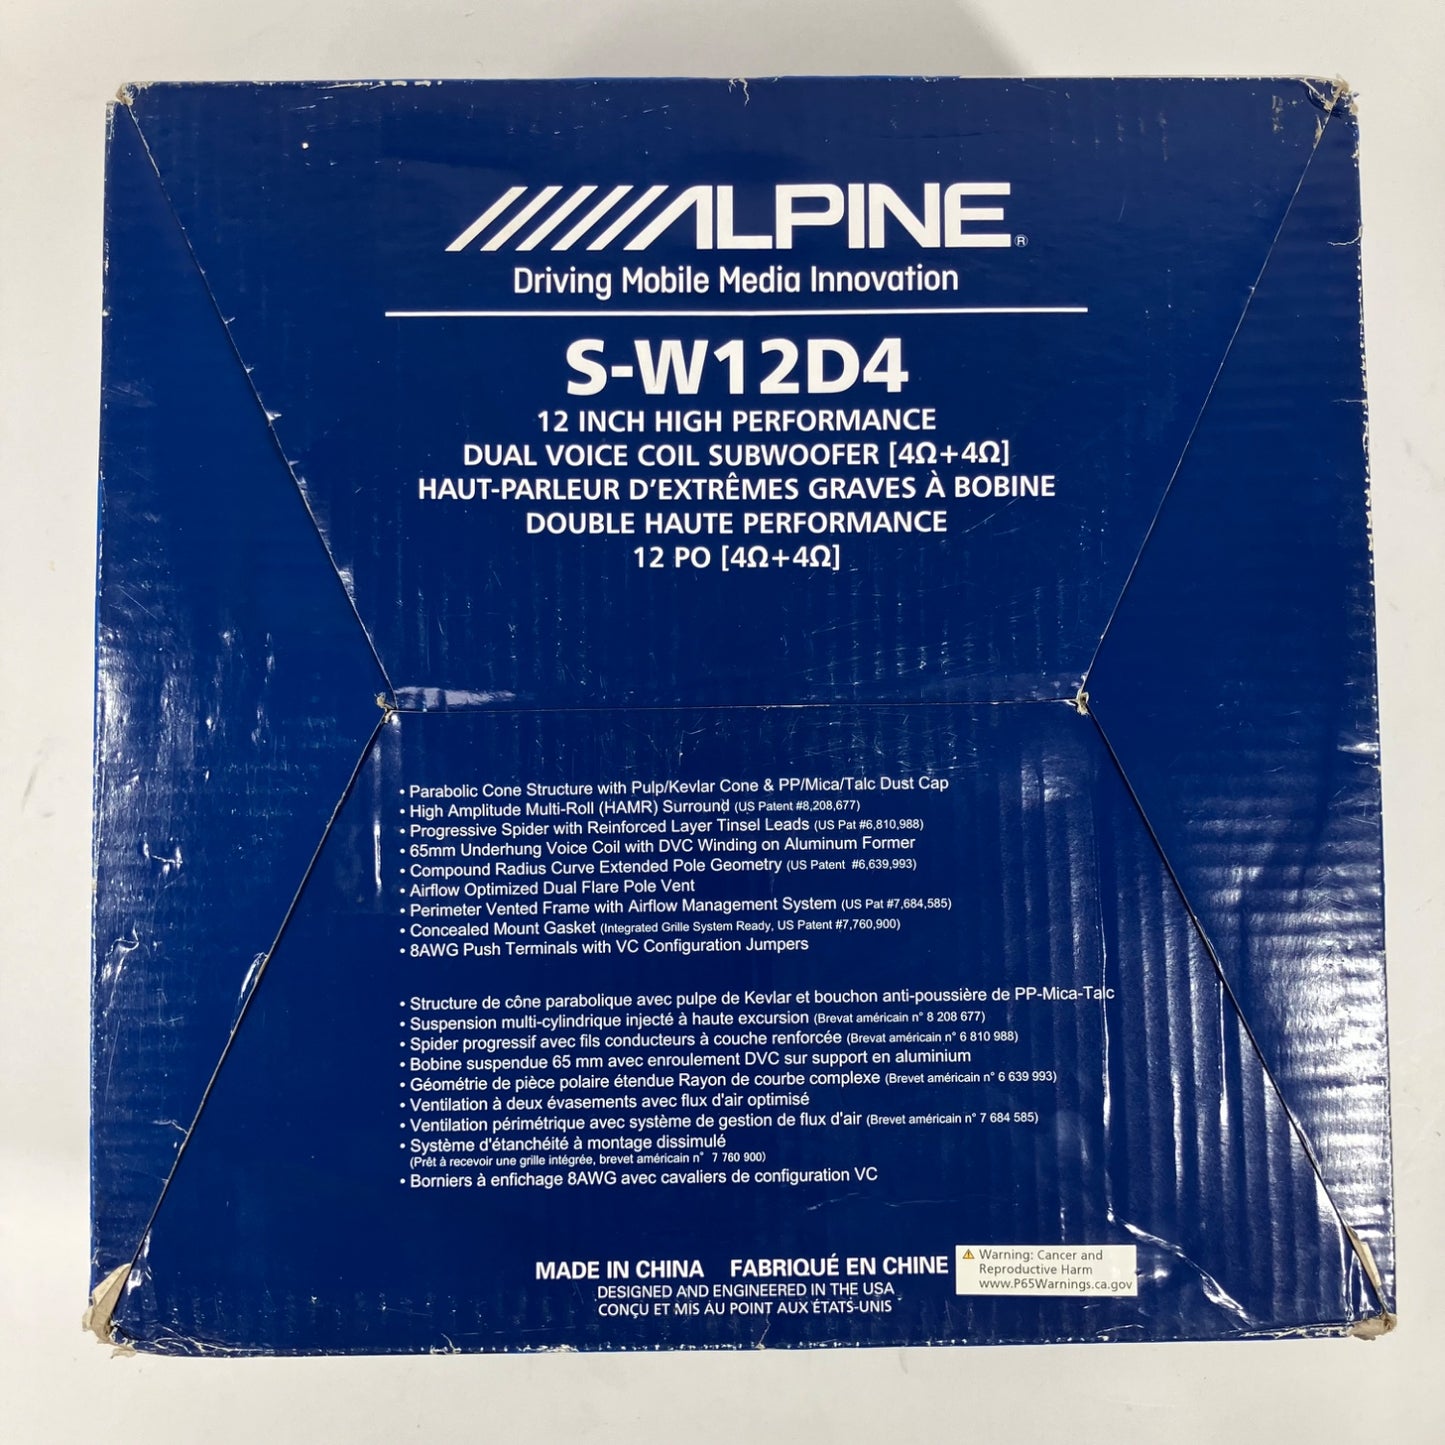 ALPINE®
Driving Mobile Media Innovation
S-W12D4
12 INCH HIGH PERFORMANCE
DUAL VOICE COIL SUBWOOFER [4Ω+4Ω]
HAUT-PARLEUR D'EXTRÊMES GRAVES À BOBINE
DOUBLE HAUTE PERFORMANCE
12 PO [4Ω+4Ω]
• Parabolic Cone Structure with Pulp/Kevlar Cone & PP/Mica/Talc Dust Cap
• High Amplitude Multi-Roll (HAMR) Surround (US Patent #8,208,677)
• Progressive Spider with Reinforced Layer Tinsel Leads (US Pat #6,810,988)
• 65mm Underhung Voice Coil with DVC Winding on Aluminum Former
• Compound Radius Curve Extended Pole Geometry (US Patent #6,639,993)
• Airflow Optimized Dual Flare Pole Vent
• Perimeter Vented Frame with Airflow Management System (US Pat #7,684,585)
• Concealed Mount Gasket (Integrated Grille System Ready, US Patent #7,760,900)
• 8AWG Push Terminals with VC Configuration Jumpers
• Structure de cône parabolique avec pulpe de Kevlar et bouchon anti-poussière de PP-Mica-Talc
• Suspension multi-cylindrique injecté à haute excursion (Brevat américain n° 8 208 677)
• Spider progressif avec fils conducteurs à couche renforcée (Brevat américain n° 6 810 988)
• Bobine suspendue 65 mm avec enroulement DVC sur support en aluminium
• Géométrie de pièce polaire étendue Rayon de courbe complexe (Brevet américain n° 6 639 993)
• Ventilation à deux évasements avec flux d'air optimisé
• Ventilation périmétrique avec système de gestion de flux d'air (Brevet américain n° 7 684 585)
• Système d'étanchéité à montage dissimulé
(Prêt à recevoir une grille intégrée, brevet américain n° 7 760 900)
• Borniers à enfichage 8AWG avec cavaliers de configuration VC
MADE IN CHINA FABRIQUÉ EN CHINE
DESIGNED AND ENGINEERED IN THE USA
CONÇU ET MIS AU POINT AUX ÉTATS-UNIS
Warning: Cancer and
Reproductive Harm
www.P65Warnings.ca.gov